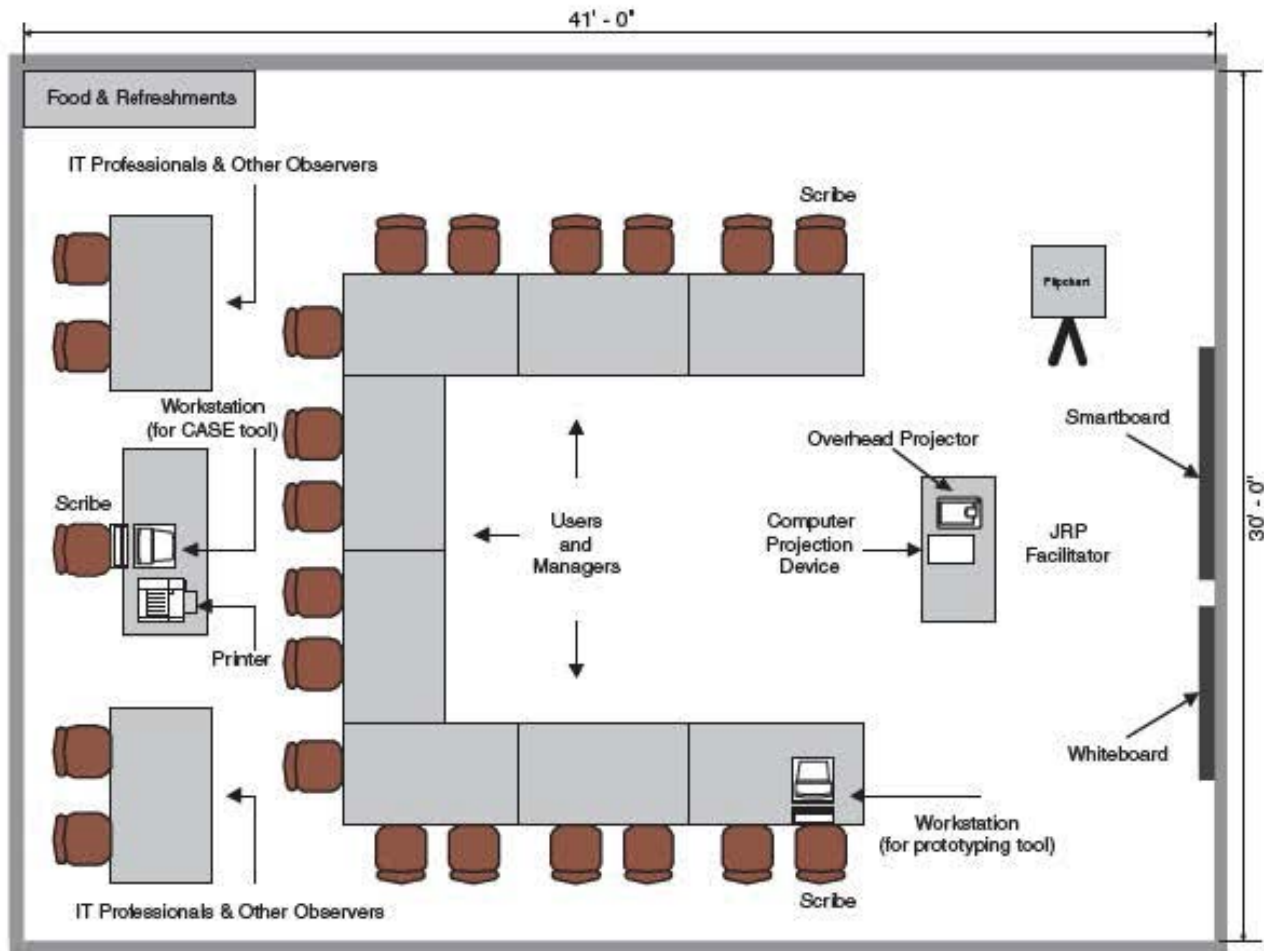 41' - 0"
Food & Refreshments
IT Professionals & Other Observers
Scribe
Flipchart
Workstation
(for CASE tool)
Smartboard
Overhead Projector
Scribe
Users
and
Managers
Computer
Projection
Device
JRP
Facilitator
30' - 0"
Printer
Whiteboard
Workstation
(for prototyping tool)
IT Professionals & Other Observers
Scribe